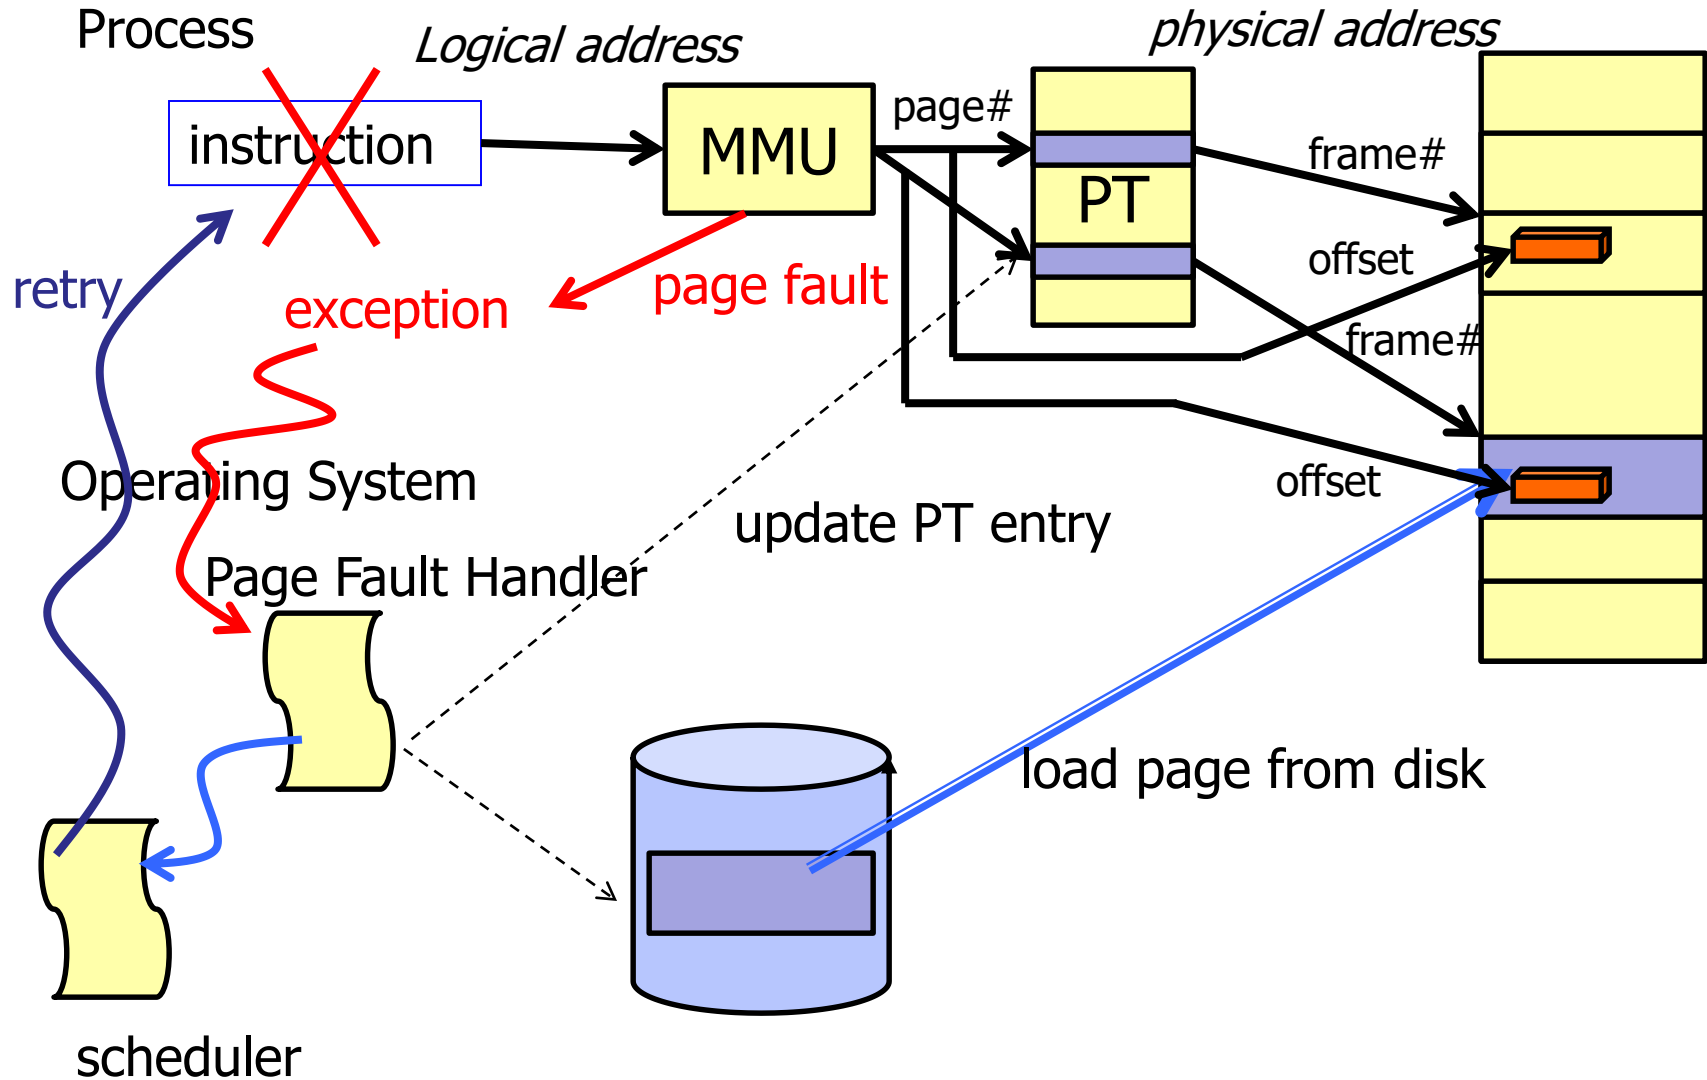 Process
Logical address
physical address
instruction
MMU
page#
PT
frame#
offset
retry
exception
page fault
frame#
Operating System
offset
update PT entry
Page Fault Handler
load page from disk
scheduler